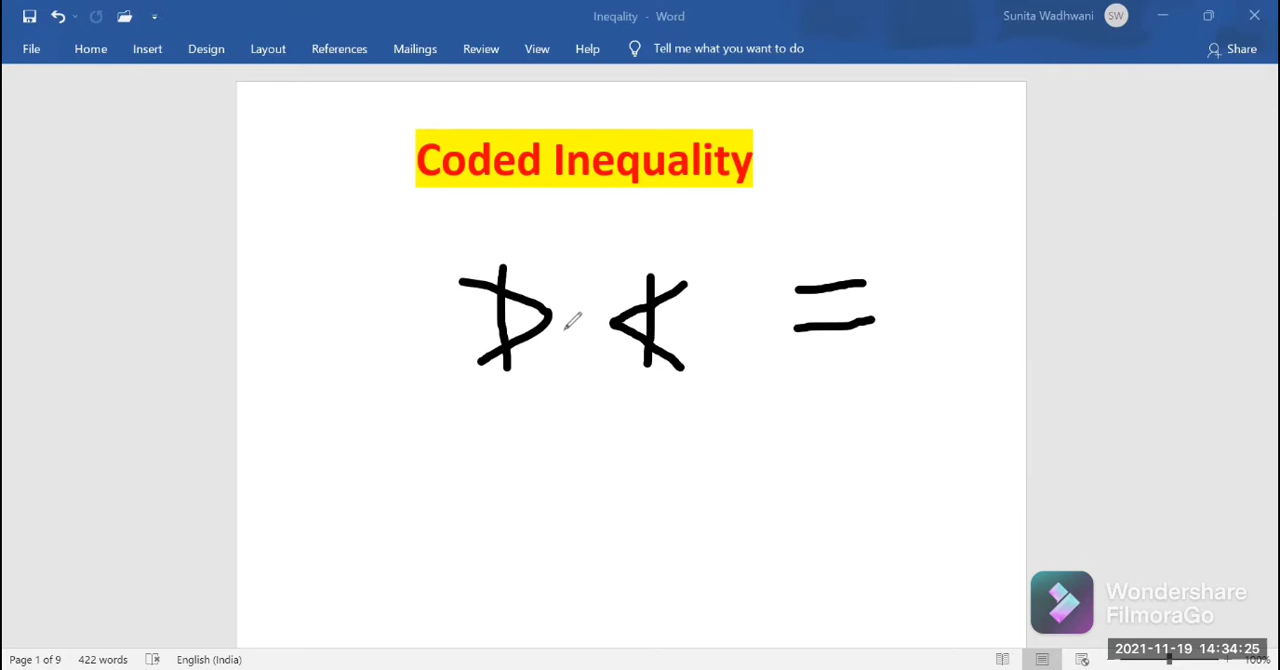 Ineqality - Word
Sunita Wadhwani SW
File Home Insert Design Layout References Mailings Review View Help Tell me what you want to do Share
Coded Inequality
=
Wondershare
FilmoraGo
2021-11-19 14:34:25
Page 1 of 9 422 words English (India) 100%